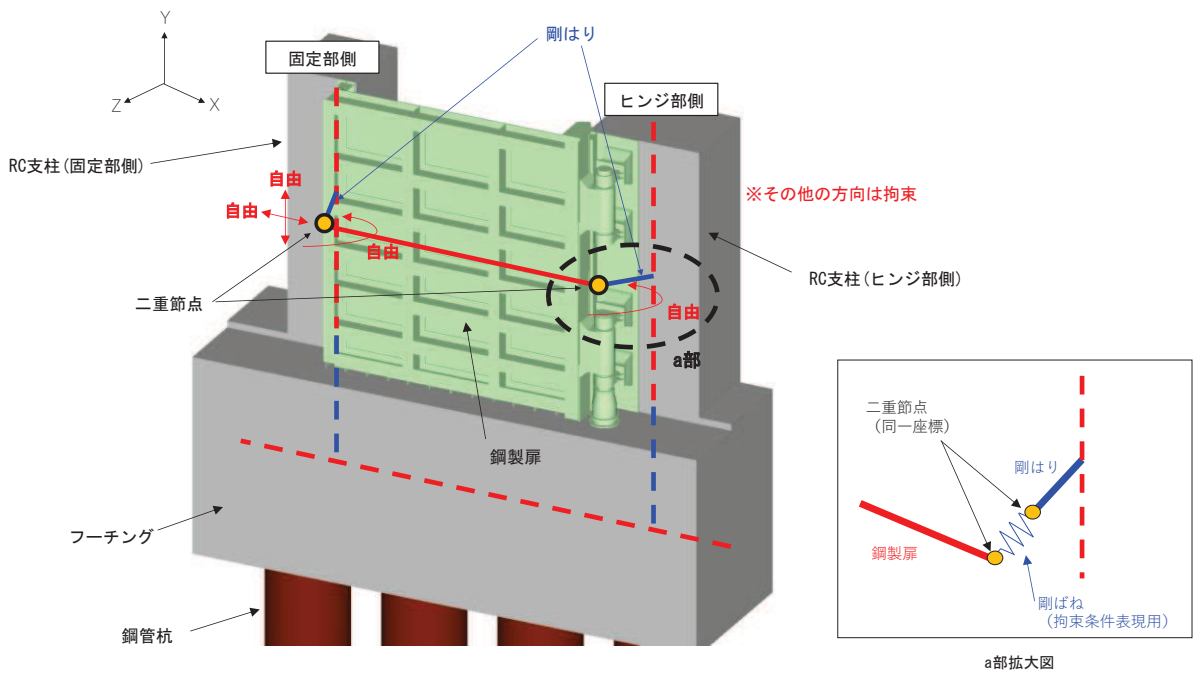 Y
Z
X
固定部側
剛はり
ヒンジ部側
RC支柱(固定部側)
自由
自由
自由
※その他の方向は拘束
RC支柱(ヒンジ部側)
二重節点
自由
a部
鋼製扉
フーチング
鋼管杭
二重節点
(同一座標)
剛はり
鋼製扉
剛ばね
(拘束条件表現用)
a部拡大図